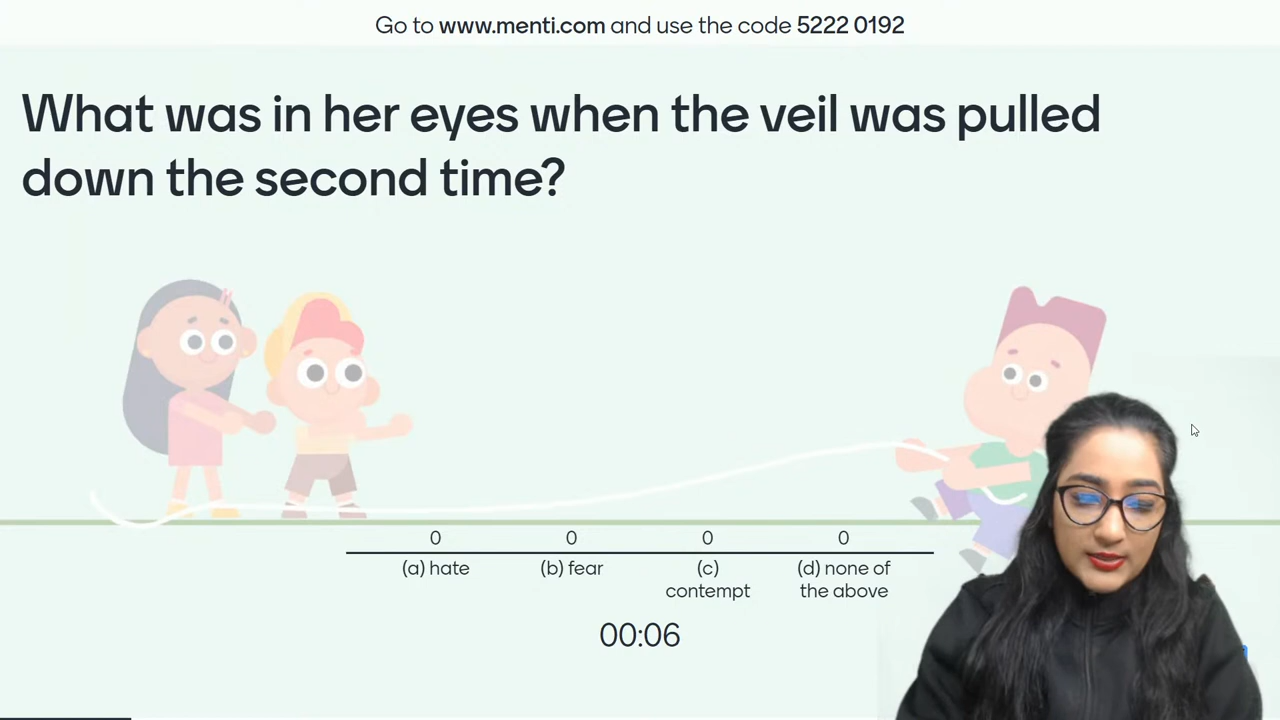 Go to www.menti.com and use the code 5222 0192
What was in her eyes when the veil was pulled
down the second time?
0 0 0 0
(a) hate (b) fear (c) (d) none of
contempt the above
00:06